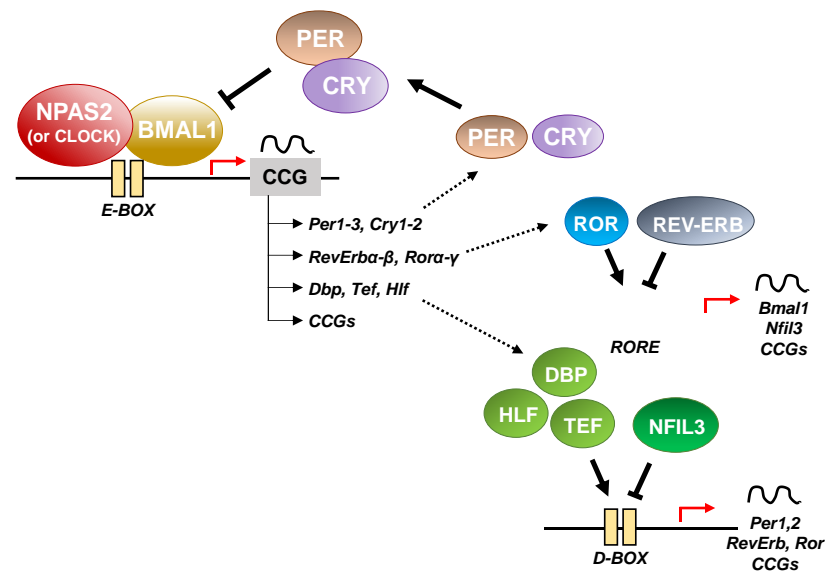 PER
CRY
NPAS2
(or CLOCK)
BMAL1
CCG
E-BOX
PER
CRY
Per1-3, Cry1-2
RevErbα-β, Rorα-γ
Dbp, Tef, Hlf
CCGs
ROR
REV-ERB
Bmal1
Nfil3
CCGs
RORE
DBP
HLF
TEF
NFIL3
D-BOX
Per1,2
RevErb, Ror
CCGs